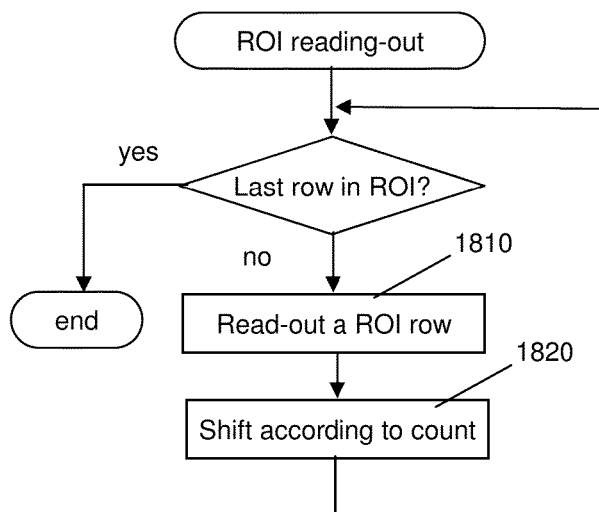 ROI reading-out
yes
Last row in ROI?
no
1810
end
Read-out a ROI row
1820
Shift according to count